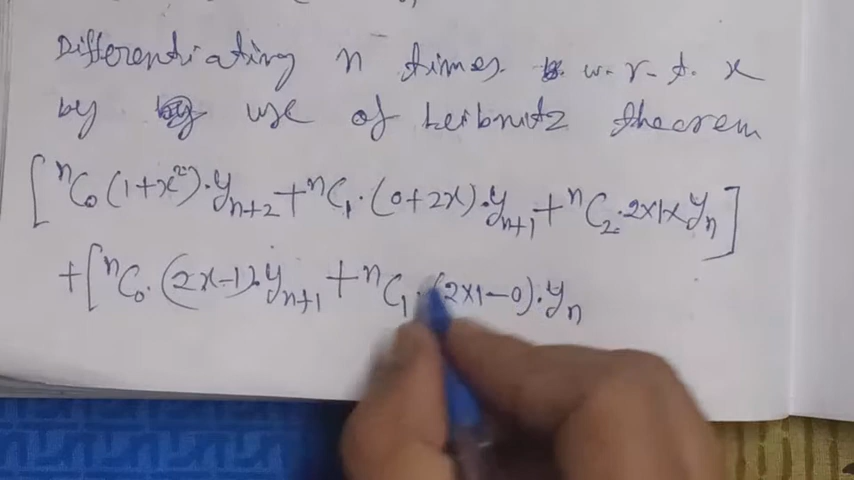 Differentiating n times w.r.t. x
by use of Leibnutz theorem
[ⁿC₀(1+x²)·yₙ₊₂+ⁿC₁·(0+2x)·yₙ₊₁+ⁿC₂·2×1×yₙ]
+[ⁿC₀·(2x-1)·yₙ₊₁+ⁿC₁·(2×1-0)·yₙ